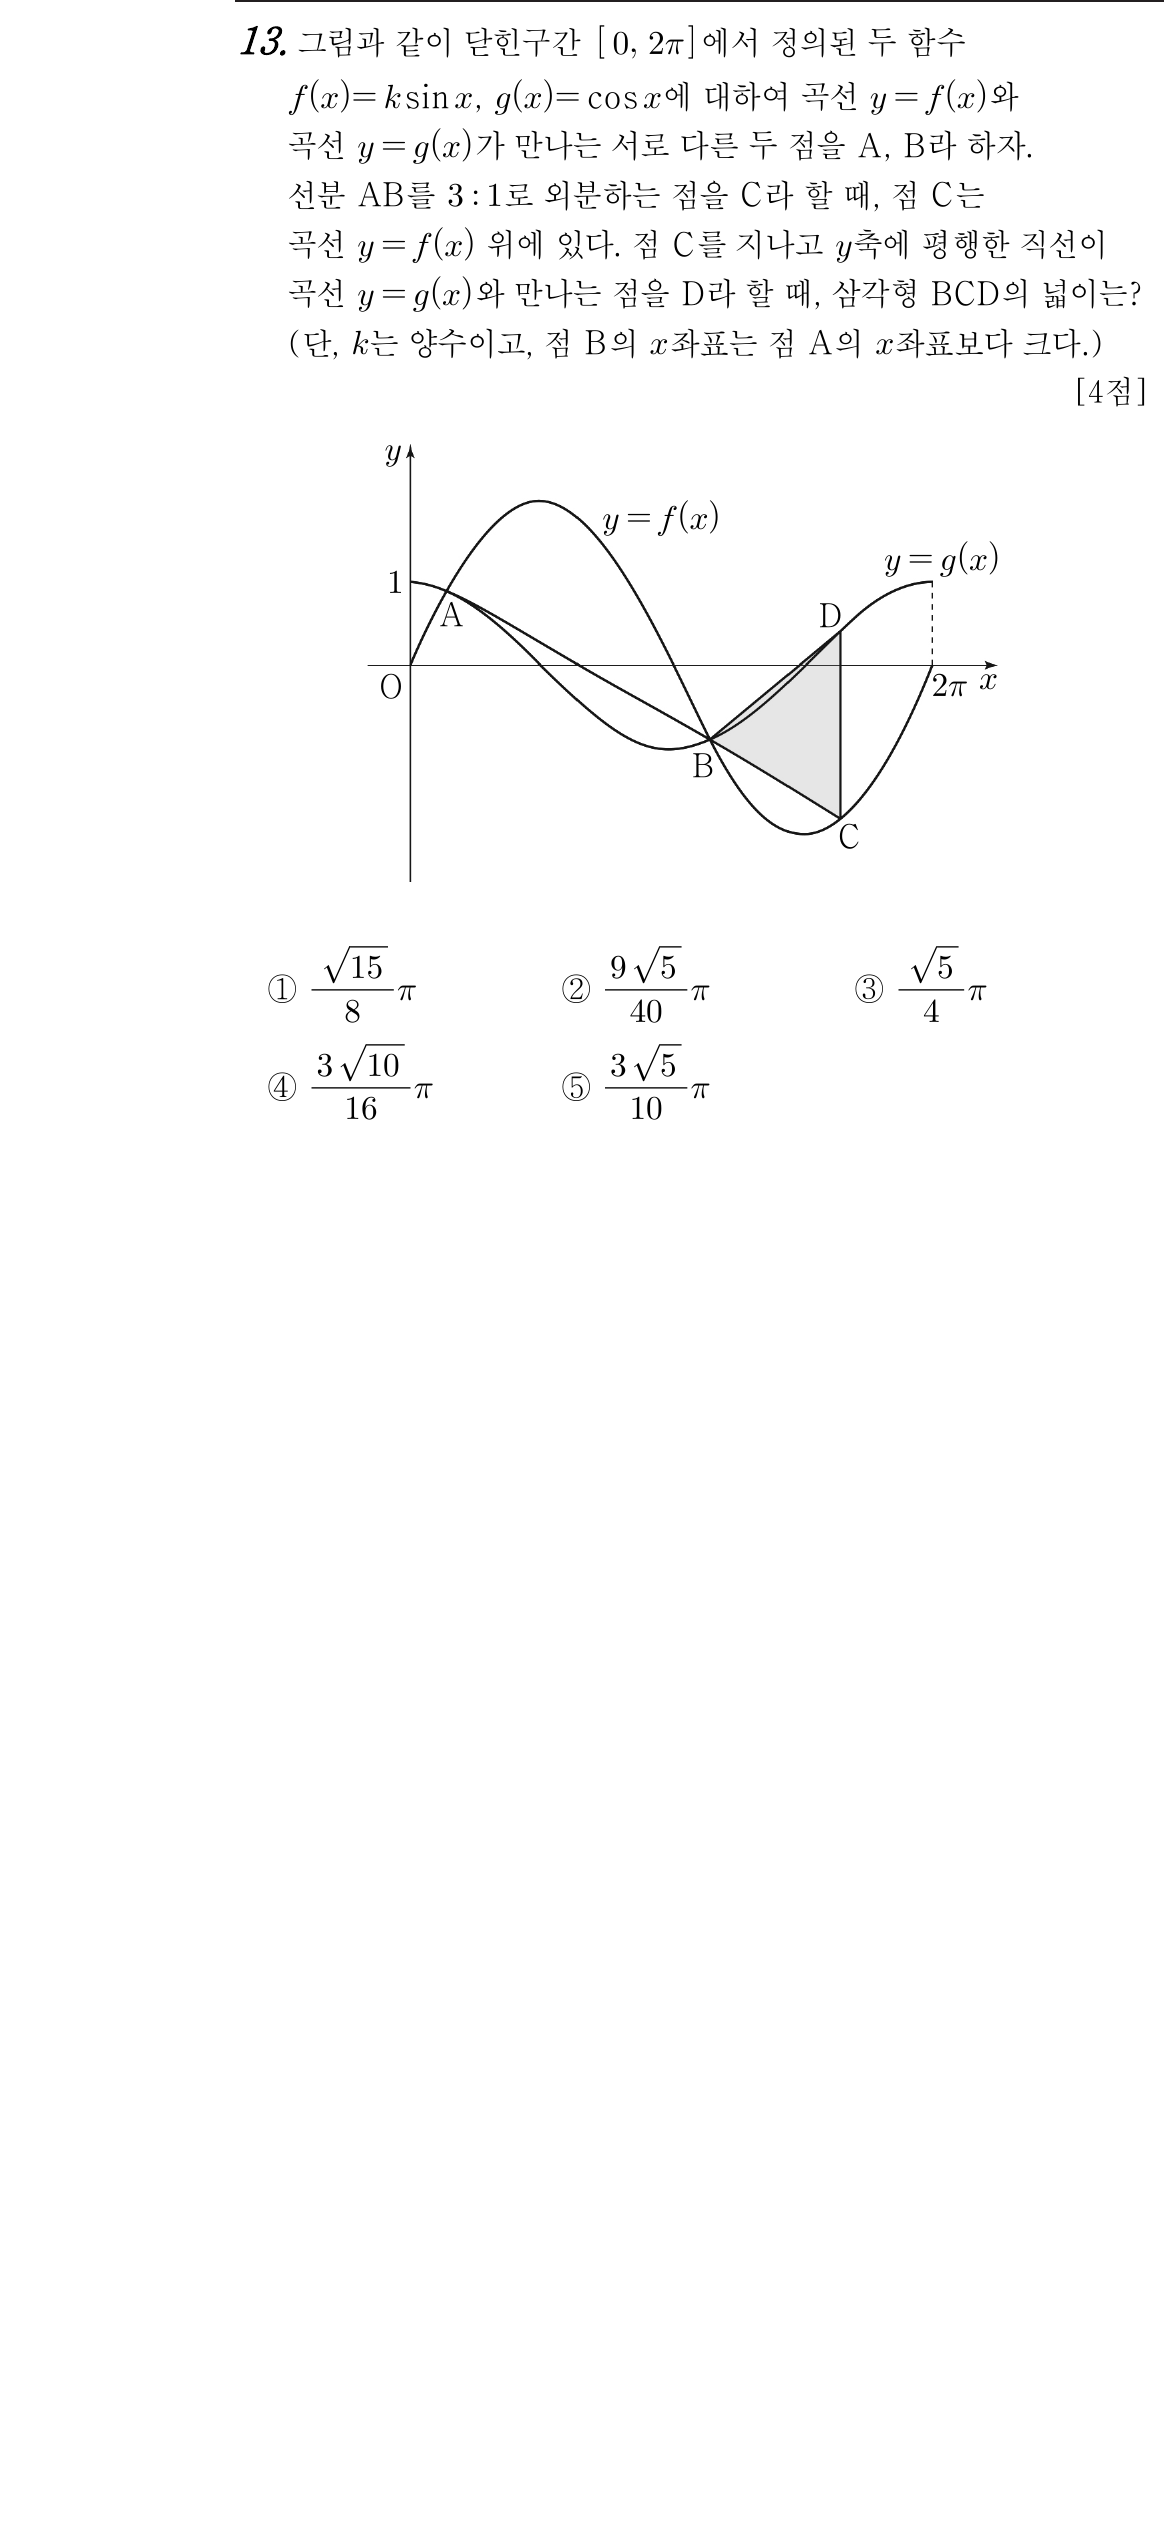 13. 그림과 같이 닫힌구간 [0, 2π]에서 정의된 두 함수
f(x)=k sin x, g(x)=cos x에 대하여 곡선 y=f(x)와
곡선 y=g(x)가 만나는 서로 다른 두 점을 A, B라 하자.
선분 AB를 3:1로 외분하는 점을 C라 할 때, 점 C는
곡선 y=f(x) 위에 있다. 점 C를 지나고 y축에 평행한 직선이
곡선 y=g(x)와 만나는 점을 D라 할 때, 삼각형 BCD의 넓이는?
(단, k는 양수이고, 점 B의 x좌표는 점 A의 x좌표보다 크다.)
[4점]
y
y=f(x)
y=g(x)
1
A
D
O
2π x
B
C
① √15/8 π ② 9√5/40 π ③ √5/4 π
④ 3√10/16 π ⑤ 3√5/10 π